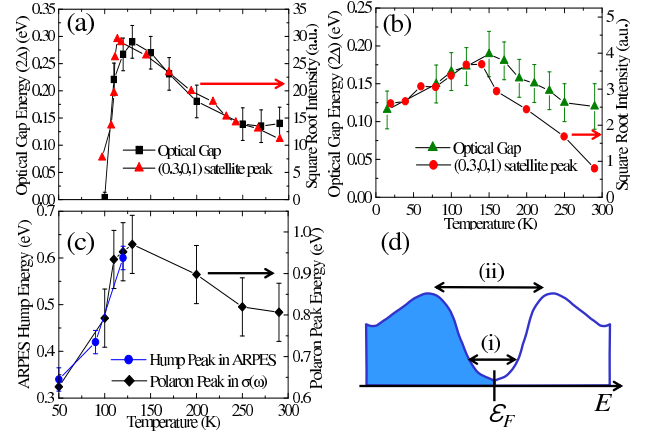 (a)
Optical Gap Energy (2Δ) (eV)
0.35
0.30
0.25
0.20
0.15
0.10
0.05
0.00
35
30
25
20
15
10
5
0
Square Root Intensity (a.u.)
Optical Gap
(0.3,0,1) satellite peak
(b)
Optical Gap Energy (2Δ) (eV)
0.25
0.20
0.15
0.10
0.05
0.00
5
4
3
2
1
0
Square Root Intensity (a.u.)
Optical Gap
(0.3,0,1) satellite peak
0 50 100 150 200 250 300
Temperature (K)
Temperature (K)
(c)
ARPES Hump Energy (eV)
0.7
0.6
0.5
0.4
0.3
1.0
0.9
0.8
0.7
0.6
Polaron Peak Energy (eV)
Hump Peak in ARPES
Polaron Peak in σ(ω)
50 100 150 200 250 300
Temperature (K)
(d)
(ii)
(i)
ε_F
E